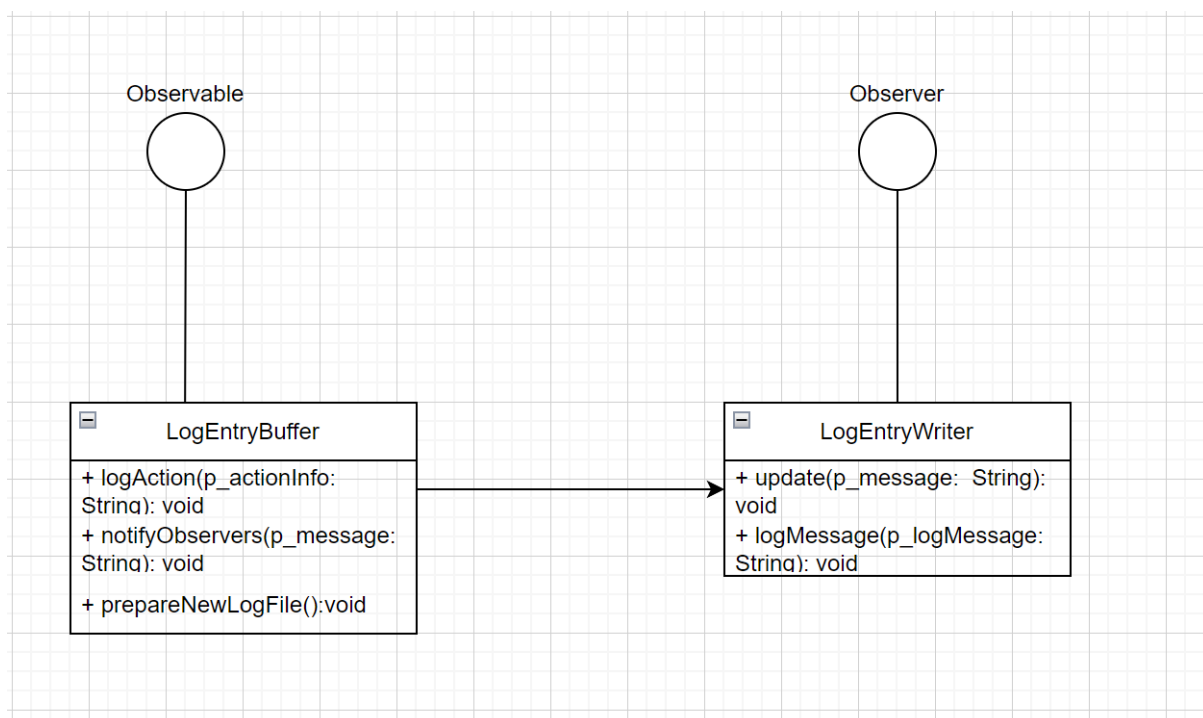 Observable
Observer
LogEntryBuffer
+ logAction(p_actionInfo:
String): void
+ notifyObservers(p_message:
String): void
+ prepareNewLogFile():void
LogEntryWriter
+ update(p_message: String):
void
+ logMessage(p_logMessage:
String): void